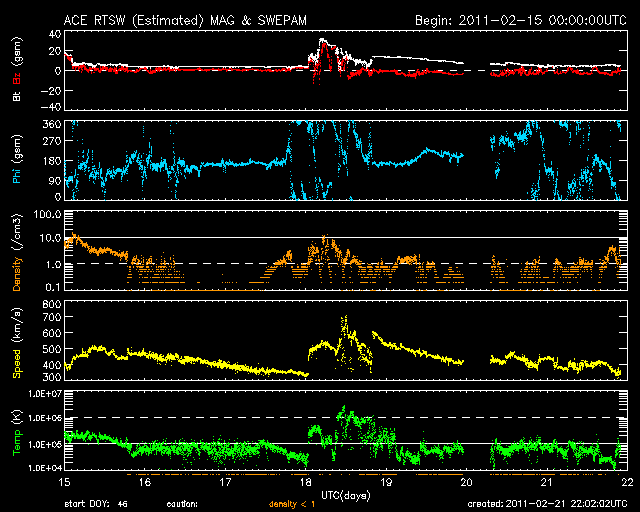 ACE RTSW (Estimated) MAG & SWEPAM Begin: 2011-02-15 00:00:00UTC
Bt Bz (gsm)
40
20
0
-20
-40
Phi (gsm)
360
270
180
90
0
Density (/cm3)
100.0
10.0
1.0
0.1
Speed (km/s)
800
700
600
500
400
300
Temp (K)
1.0E+07
1.0E+06
1.0E+05
1.0E+04
15 16 17 18 19 20 21 22
UTC(days)
start DOY: 46 caution: density < 1 created:2011-02-21 22:02:02UTC